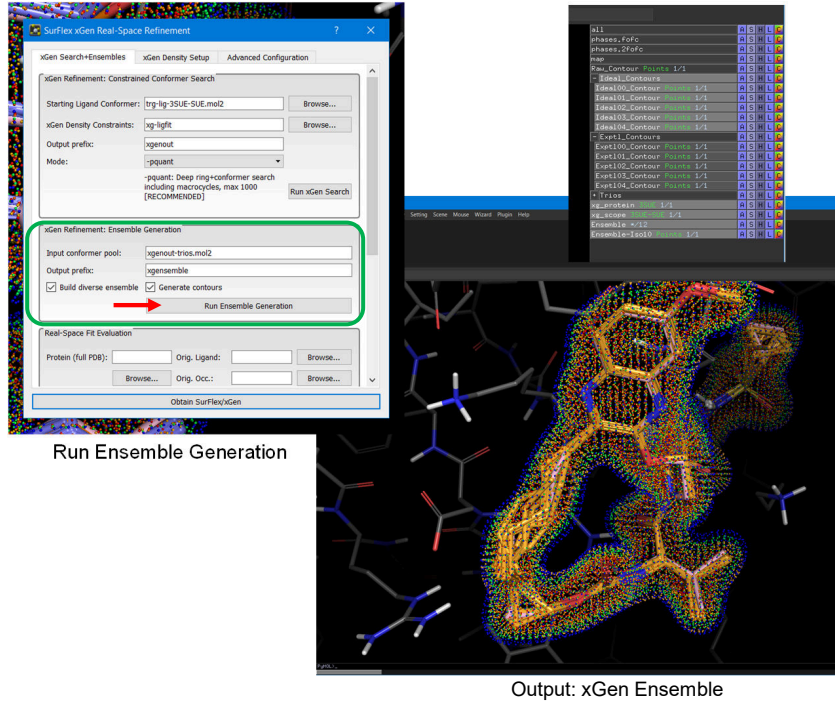 SurFlex xGen Real-Space Refinement ? ×
xGen Search+Ensembles xGen Density Setup Advanced Configuration
xGen Refinement: Constrained Conformer Search
Starting Ligand Conformer: trg-lig-3SUE-SUE.mol2 Browse...
xGen Density Constraints: xg-ligfit Browse...
Output prefix: xgenout
Mode: -pquant
-pquant: Deep ring+conformer search
including macrocycles, max 1000
[RECOMMENDED]
Run xGen Search
xGen Refinement: Ensemble Generation
Input conformer pool: xgenout-trios.mol2
Output prefix: xgensemble
Build diverse ensemble Generate contours
Run Ensemble Generation
Real-Space Fit Evaluation
Protein (full PDB): Orig. Ligand: Browse...
Browse... Orig. Occ.: Browse...
Obtain SurFlex/xGen
Run Ensemble Generation
all A S H L C
phases.fofc A S H L C
phases.2fofc A S H L C
map A S H L C
Raw_Contour Points 1/1 A S H L C
- Ideal_Contours A S H L C
Ideal00_Contour Points 1/1 A S H L C
Ideal01_Contour Points 1/1 A S H L C
Ideal02_Contour Points 1/1 A S H L C
Ideal03_Contour Points 1/1 A S H L C
Ideal04_Contour Points 1/1 A S H L C
- Exptl_Contours A S H L C
Exptl00_Contour Points 1/1 A S H L C
Exptl01_Contour Points 1/1 A S H L C
Exptl02_Contour Points 1/1 A S H L C
Exptl03_Contour Points 1/1 A S H L C
Exptl04_Contour Points 1/1 A S H L C
+ Trios A S H L C
xg_protein 3SUE 1/1 A S H L C
xg_scope 3SUE-SUE 1/1 A S H L C
Ensemble */12 A S H L C
Ensemble-Iso10 Points 1/1 A S H L C
Setting Scene Mouse Wizard Plugin Help
PyMOL>_
Output: xGen Ensemble